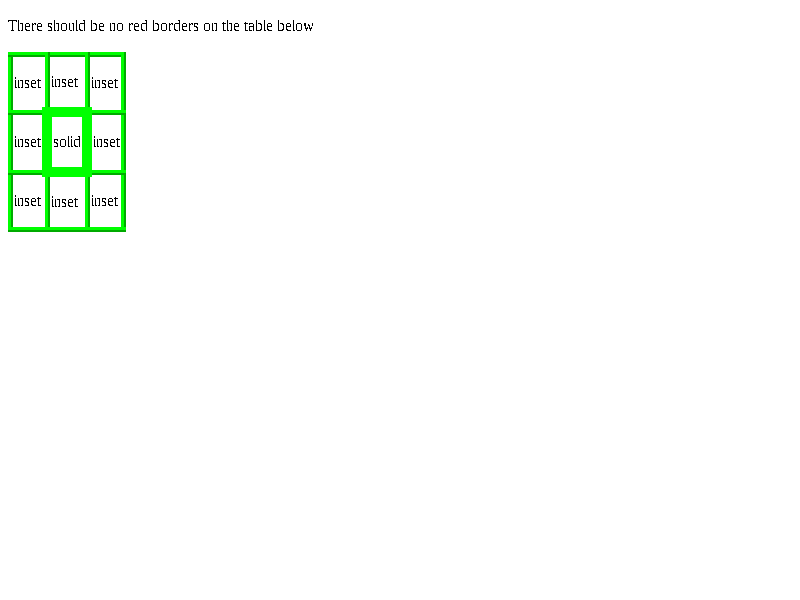 There should be no red borders on the table below
inset inset inset
inset solid inset
inset inset inset